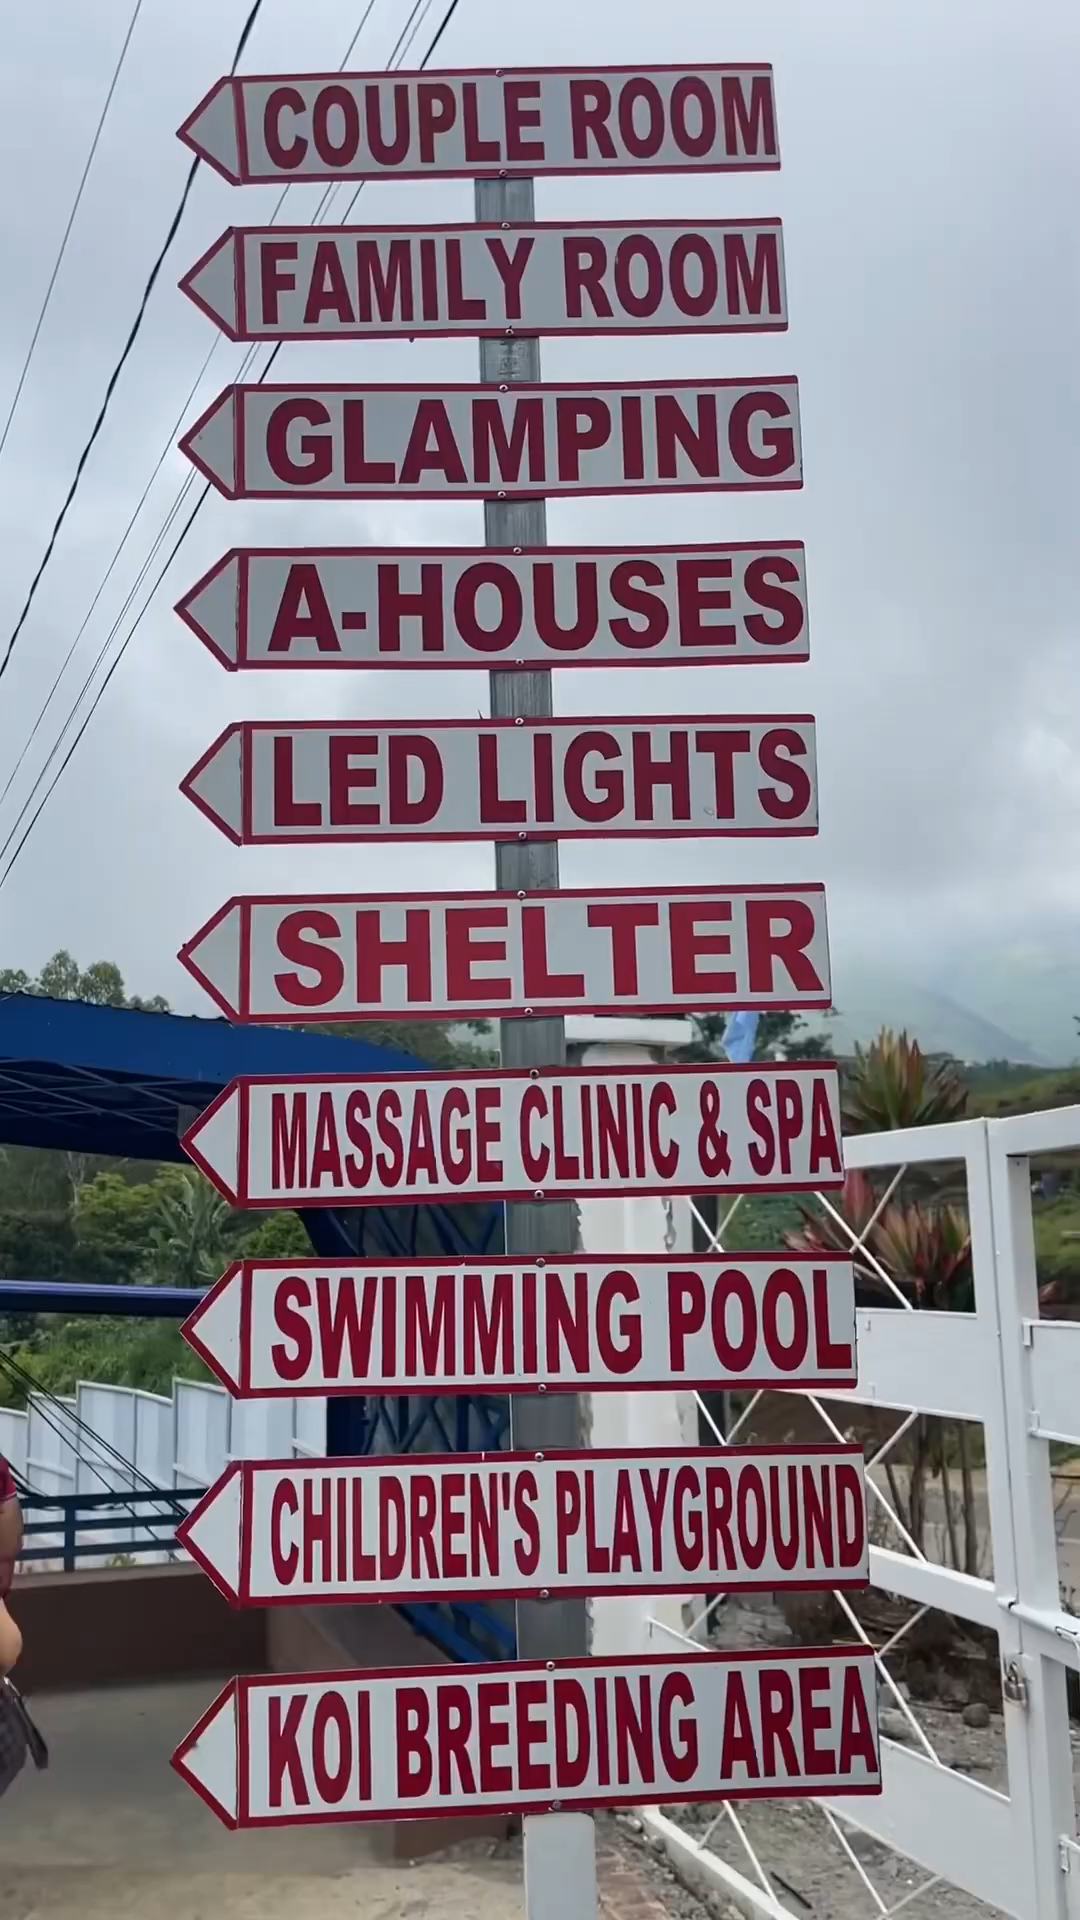 COUPLE ROOM
FAMILY ROOM
GLAMPING
A-HOUSES
LED LIGHTS
SHELTER
MASSAGE CLINIC & SPA
SWIMMING POOL
CHILDREN'S PLAYGROUND
KOI BREEDING AREA